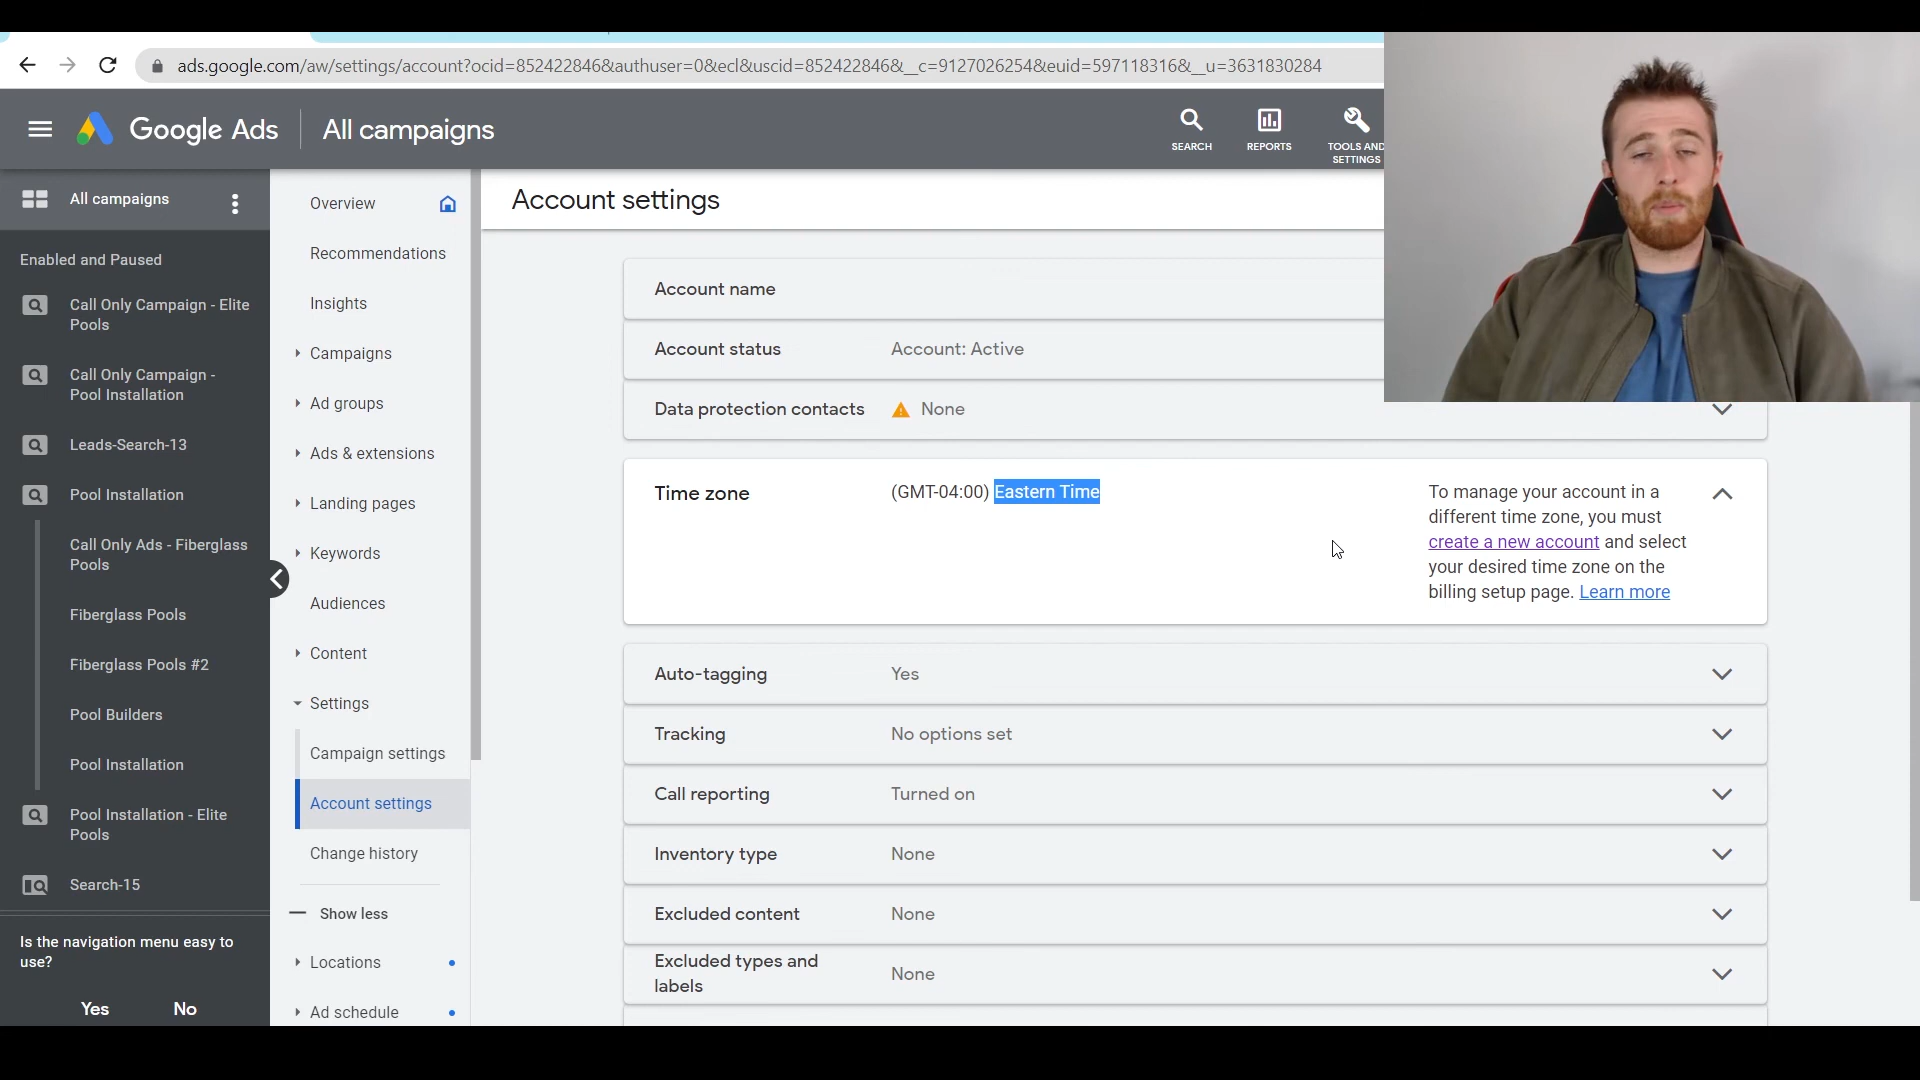 ads.google.com/aw/settings/account?ocid=852422846&authuser=0&ecl&uscid=852422846&__c=9127026254&euid=597118316&__u=3631830284
Google Ads
All campaigns
SEARCH
REPORTS
TOOLS AND
SETTINGS
All campaigns
Enabled and Paused
Call Only Campaign - Elite
Pools
Call Only Campaign -
Pool Installation
Leads-Search-13
Pool Installation
Call Only Ads - Fiberglass
Pools
Fiberglass Pools
Fiberglass Pools #2
Pool Builders
Pool Installation
Pool Installation - Elite
Pools
Search-15
Is the navigation menu easy to
use?
Yes
No
Overview
Recommendations
Insights
Campaigns
Ad groups
Ads & extensions
Landing pages
Keywords
Audiences
Content
Settings
Campaign settings
Account settings
Change history
Show less
Locations
Ad schedule
Account settings
Account name
Account status
Account: Active
Data protection contacts
None
Time zone
(GMT-04:00) Eastern Time
To manage your account in a
different time zone, you must
create a new account and select
your desired time zone on the
billing setup page. Learn more
Auto-tagging
Yes
Tracking
No options set
Call reporting
Turned on
Inventory type
None
Excluded content
None
Excluded types and
labels
None